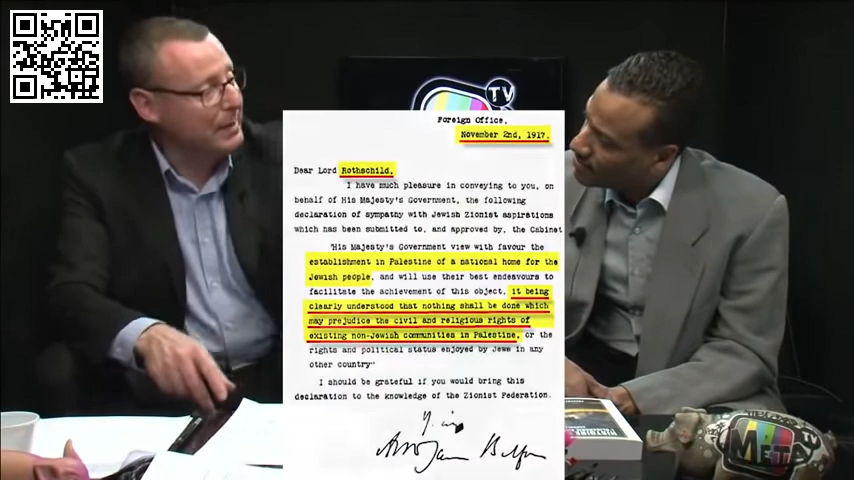 TV
Foreign Office,
November 2nd, 1917.
Dear Lord Rothschild,
I have much pleasure in conveying to you, on
behalf of His Majesty's Government, the following
declaration of sympathy with Jewish Zionist aspirations
which has been submitted to, and approved by, the Cabinet
'His Majesty's Government view with favour the
establishment in Palestine of a national home for the
Jewish people, and will use their best endeavours to
facilitate the achievement of this object, it being
clearly understood that nothing shall be done which
may prejudice the civil and religious rights of
existing non-Jewish communities in Palestine, or the
rights and political status enjoyed by Jews in any
other country"
I should be grateful if you would bring this
declaration to the knowledge of the Zionist Federation.
META